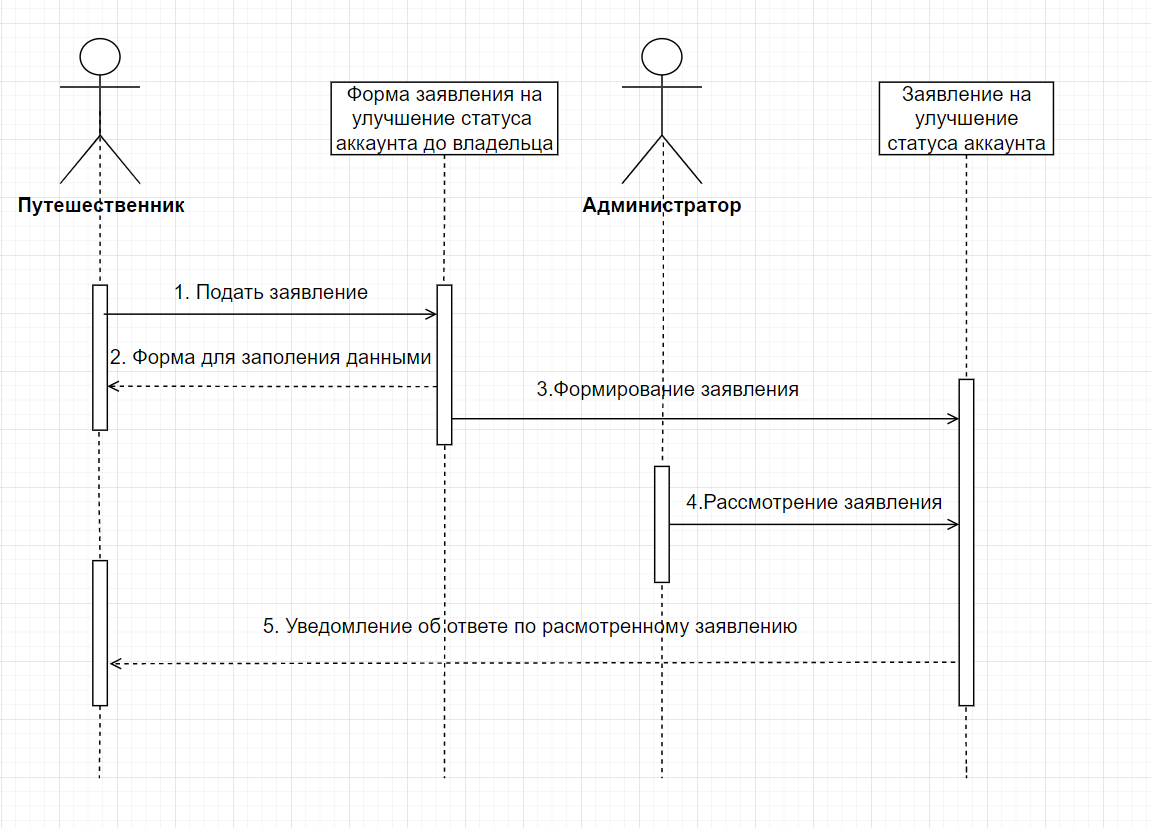 Форма заявления на
улучшение статуса
аккаунта до владельца
Заявление на
улучшение
статуса аккаунта
Путешественник
Администратор
1. Подать заявление
2. Форма для заполения данными
3.Формирование заявления
4.Рассмотрение заявления
5. Уведомление об ответе по расмотренному заявлению